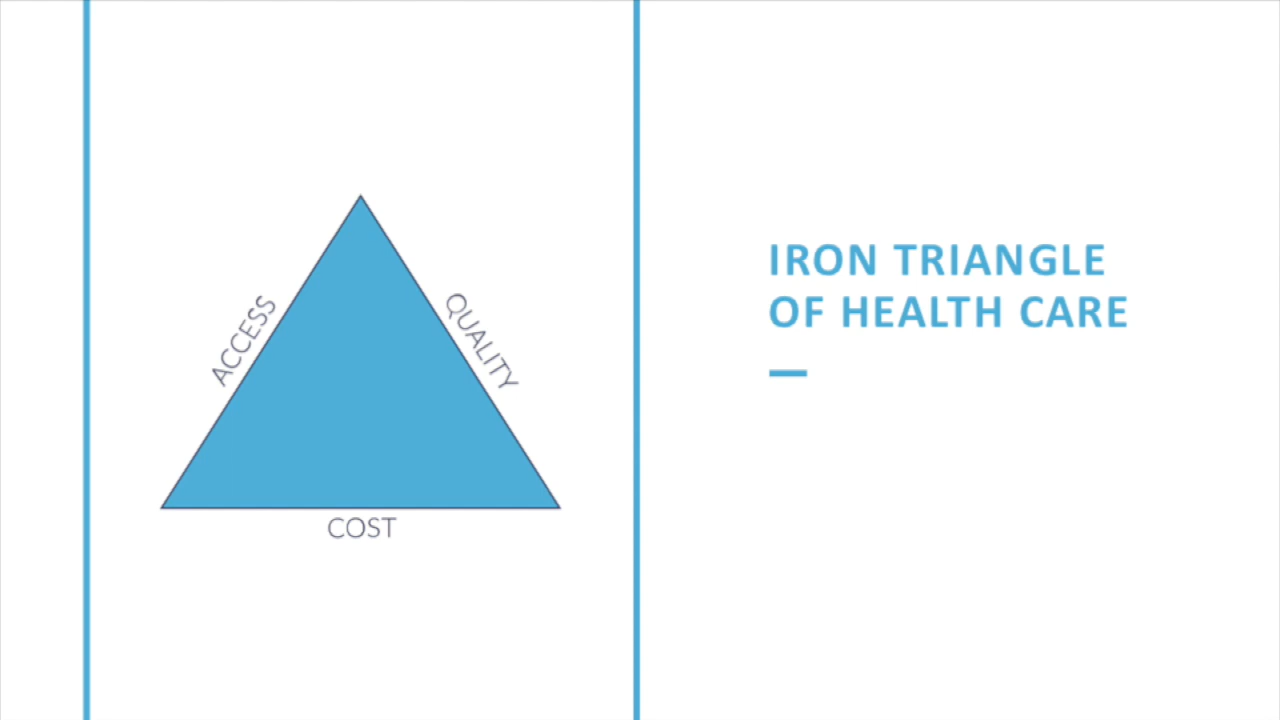 ACCESS
QUALITY
COST
IRON TRIANGLE
OF HEALTH CARE